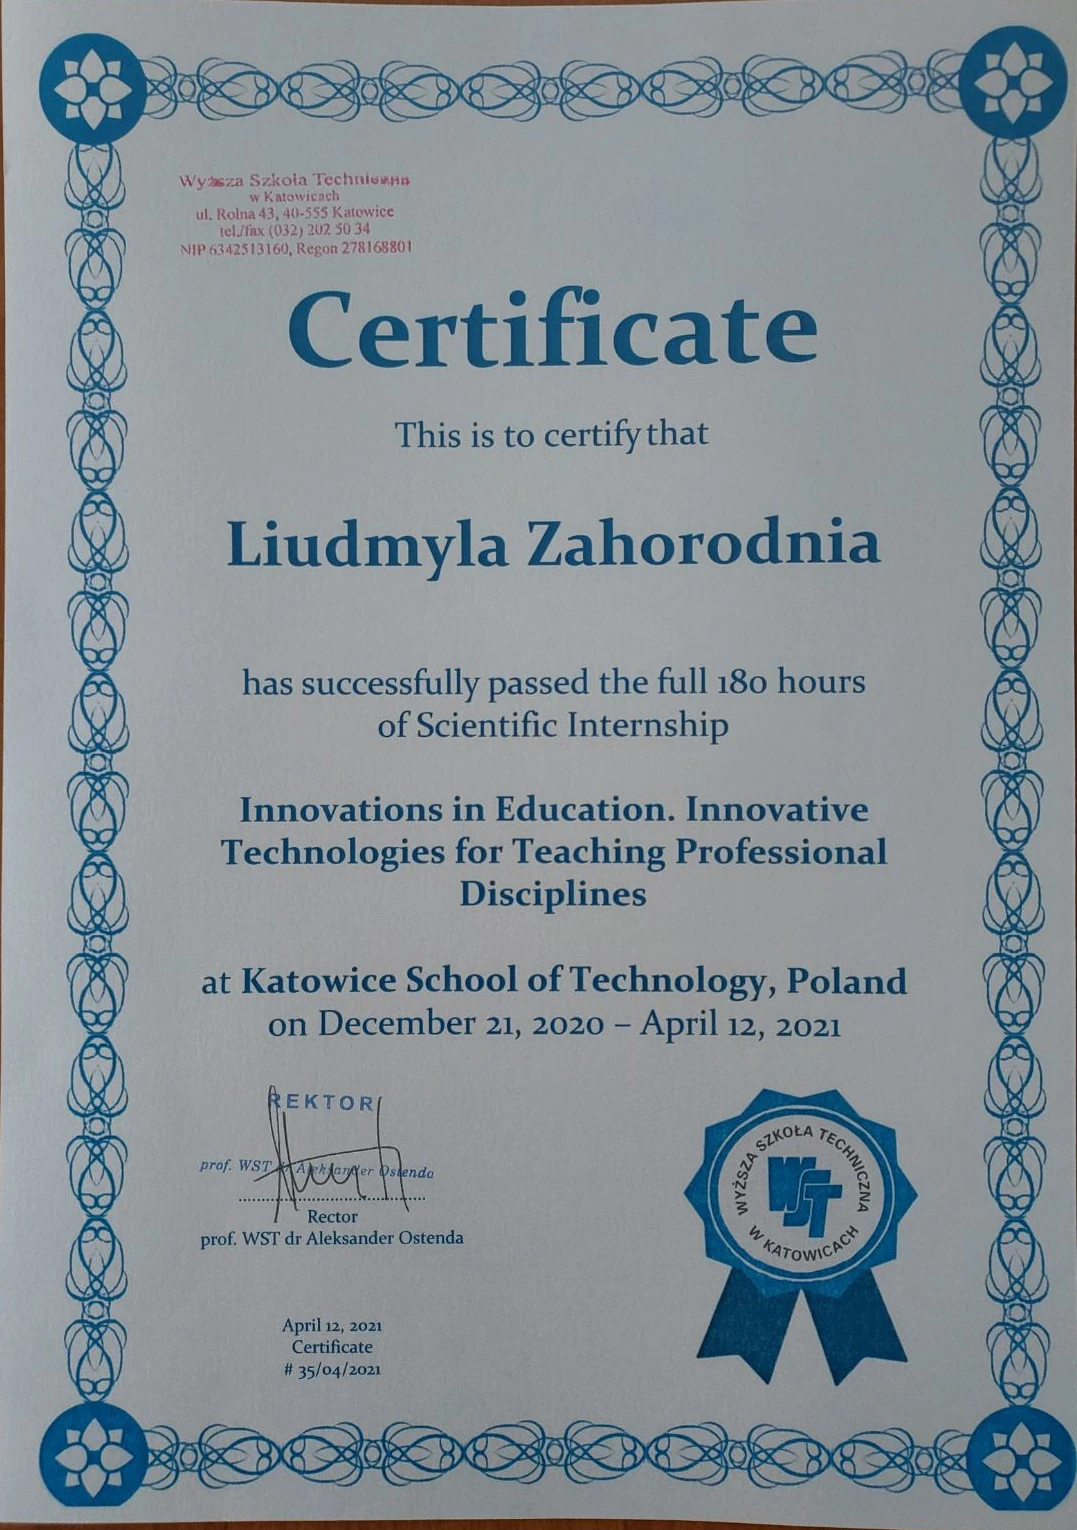 Wyższa Szkoła Techniczna
w Katowicach
ul. Rolna 43, 40-555 Katowice
tel./fax (032) 202 50 34
NIP 6342513160, Regon 278168801
Certificate
This is to certify that
Liudmyla Zahorodnia
has successfully passed the full 180 hours
of Scientific Internship
Innovations in Education. Innovative
Technologies for Teaching Professional
Disciplines
at Katowice School of Technology, Poland
on December 21, 2020 – April 12, 2021
REKTOR
prof. WST dr Aleksander Ostenda
Rector
prof. WST dr Aleksander Ostenda
April 12, 2021
Certificate
# 35/04/2021
WYŻSZA SZKOŁA TECHNICZNA
WST
W KATOWICACH